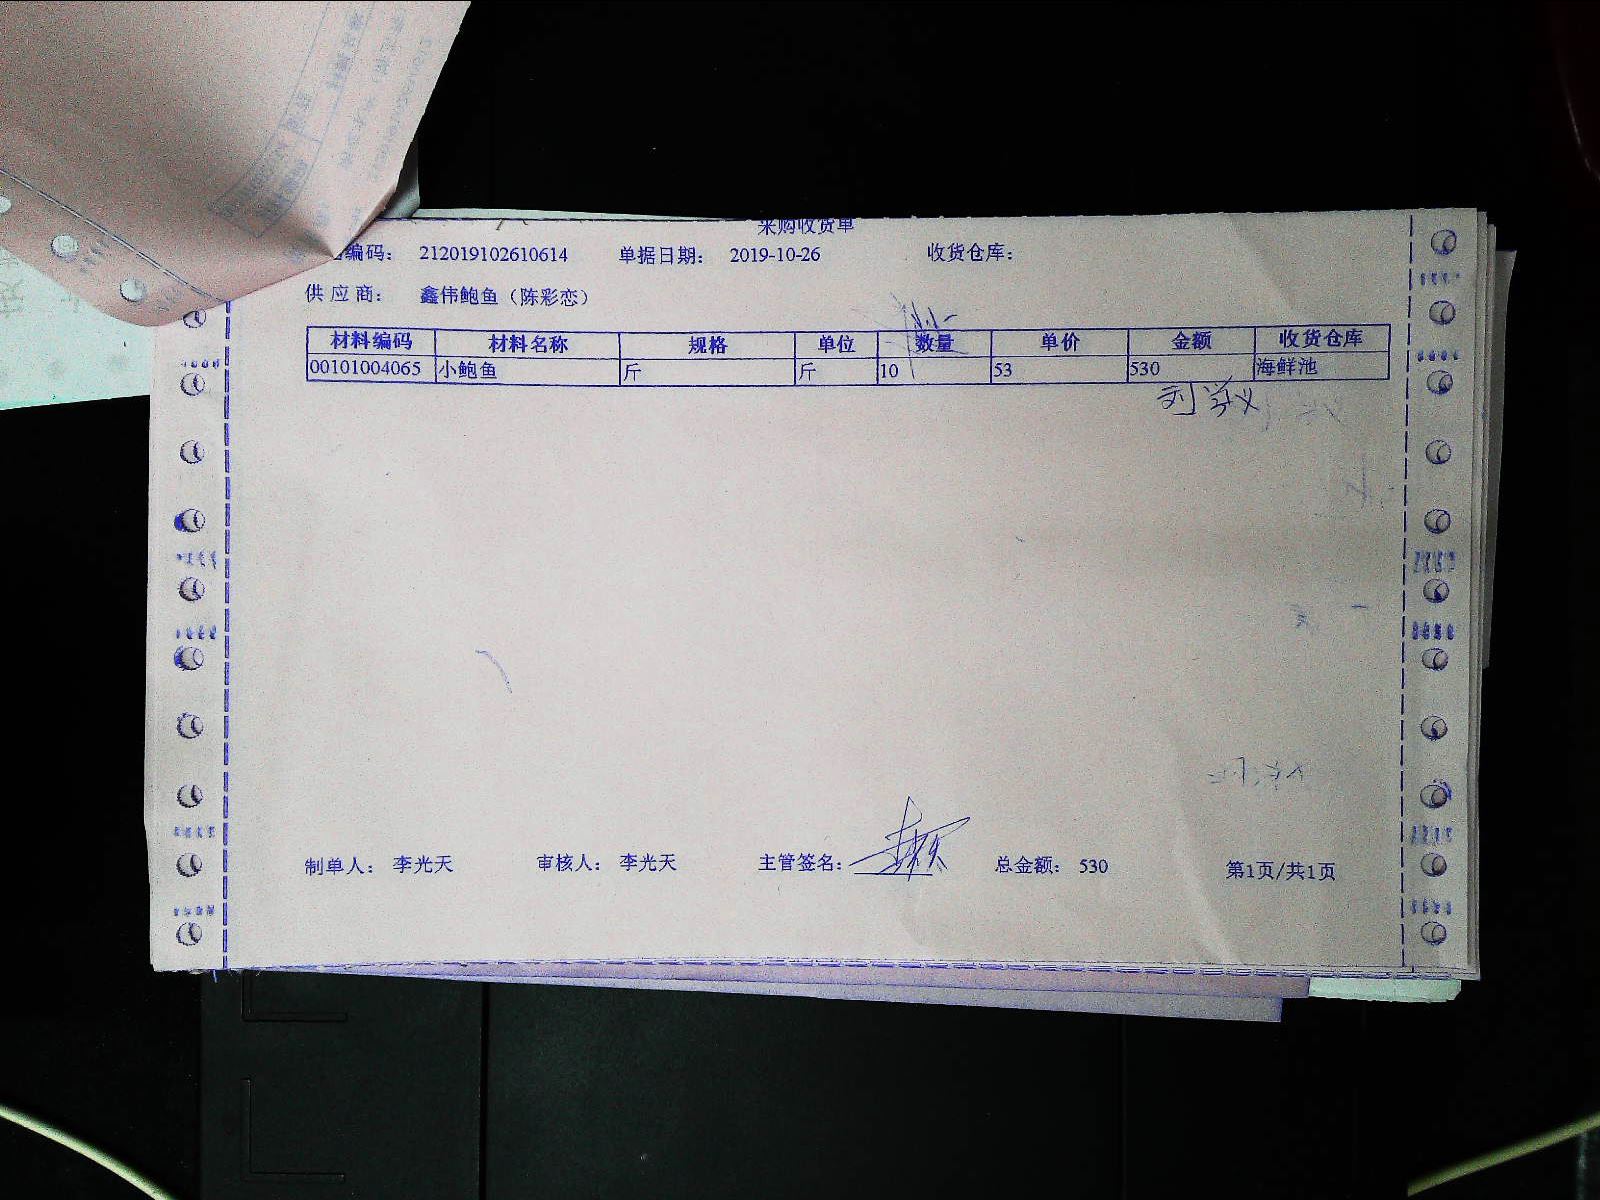 采购收货单
编码： 212019102610614 单据日期： 2019-10-26 收货仓库：
供 应 商： 鑫伟鲍鱼（陈彩恋）
材料编码 材料名称 规格 单位 数量 单价 金额 收货仓库
00101004065 小鲍鱼 斤 斤 10 53 530 海鲜池
制单人： 李光天 审核人： 李光天 主管签名： 总金额： 530 第1页/共1页